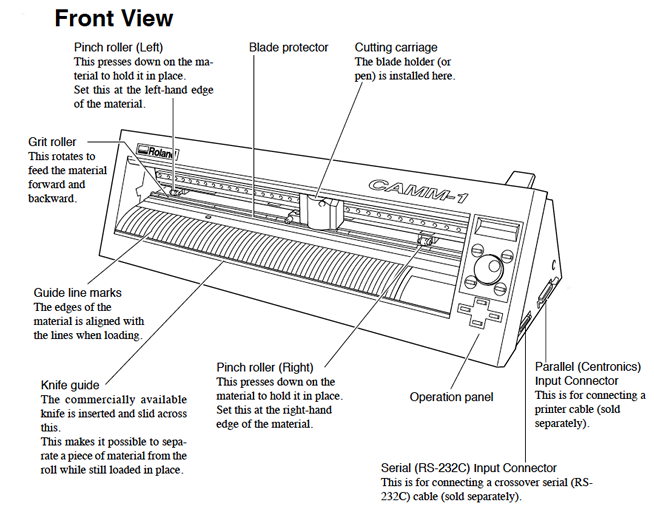 Front View
Pinch roller (Left)
This presses down on the ma-
terial to hold it in place.
Set this at the left-hand edge
of the material.
Blade protector
Cutting carriage
The blade holder (or
pen) is installed here.
Grit roller
This rotates to
feed the material
forward and
backward.
Roland
CAMM-1
Guide line marks
The edges of the
material is aligned with
the lines when loading.
Knife guide
The commercially available
knife is inserted and slid across
this.
This makes it possible to sepa-
rate a piece of material from the
roll while still loaded in place.
Pinch roller (Right)
This presses down on the
material to hold it in place.
Set this at the right-hand
edge of the material.
Operation panel
Parallel (Centronics)
Input Connector
This is for connecting a
printer cable (sold
separately).
Serial (RS-232C) Input Connector
This is for connecting a crossover serial (RS-
232C) cable (sold separately).